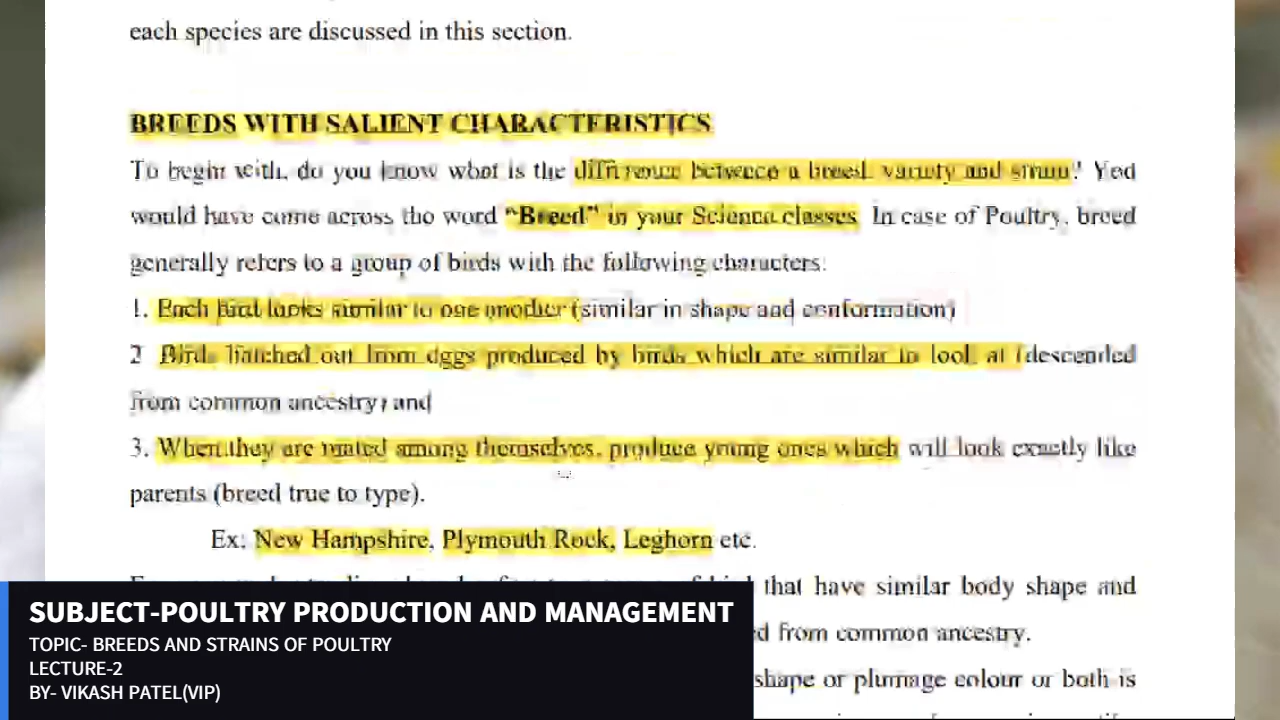 each species are discussed in this section.
BREEDS WITH SALIENT CHARACTERISTICS
To begin with, do you know what is the difference between a breed, variety and strain? You
would have come across the word “Breed” in your Science classes. In case of Poultry, breed
generally refers to a group of birds with the following characters:
1. Each bird looks similar to one another (similar in shape and conformation)
2 Birds hatched out from eggs produced by birds which are similar to look at (descended
from common ancestry) and
3. When they are mated among themselves, produce young ones which will look exactly like
parents (breed true to type).
Ex: New Hampshire, Plymouth Rock, Leghorn etc.
that have similar body shape and
from common ancestry.
shape or plumage colour or both is
SUBJECT-POULTRY PRODUCTION AND MANAGEMENT
TOPIC- BREEDS AND STRAINS OF POULTRY
LECTURE-2
BY- VIKASH PATEL(VIP)